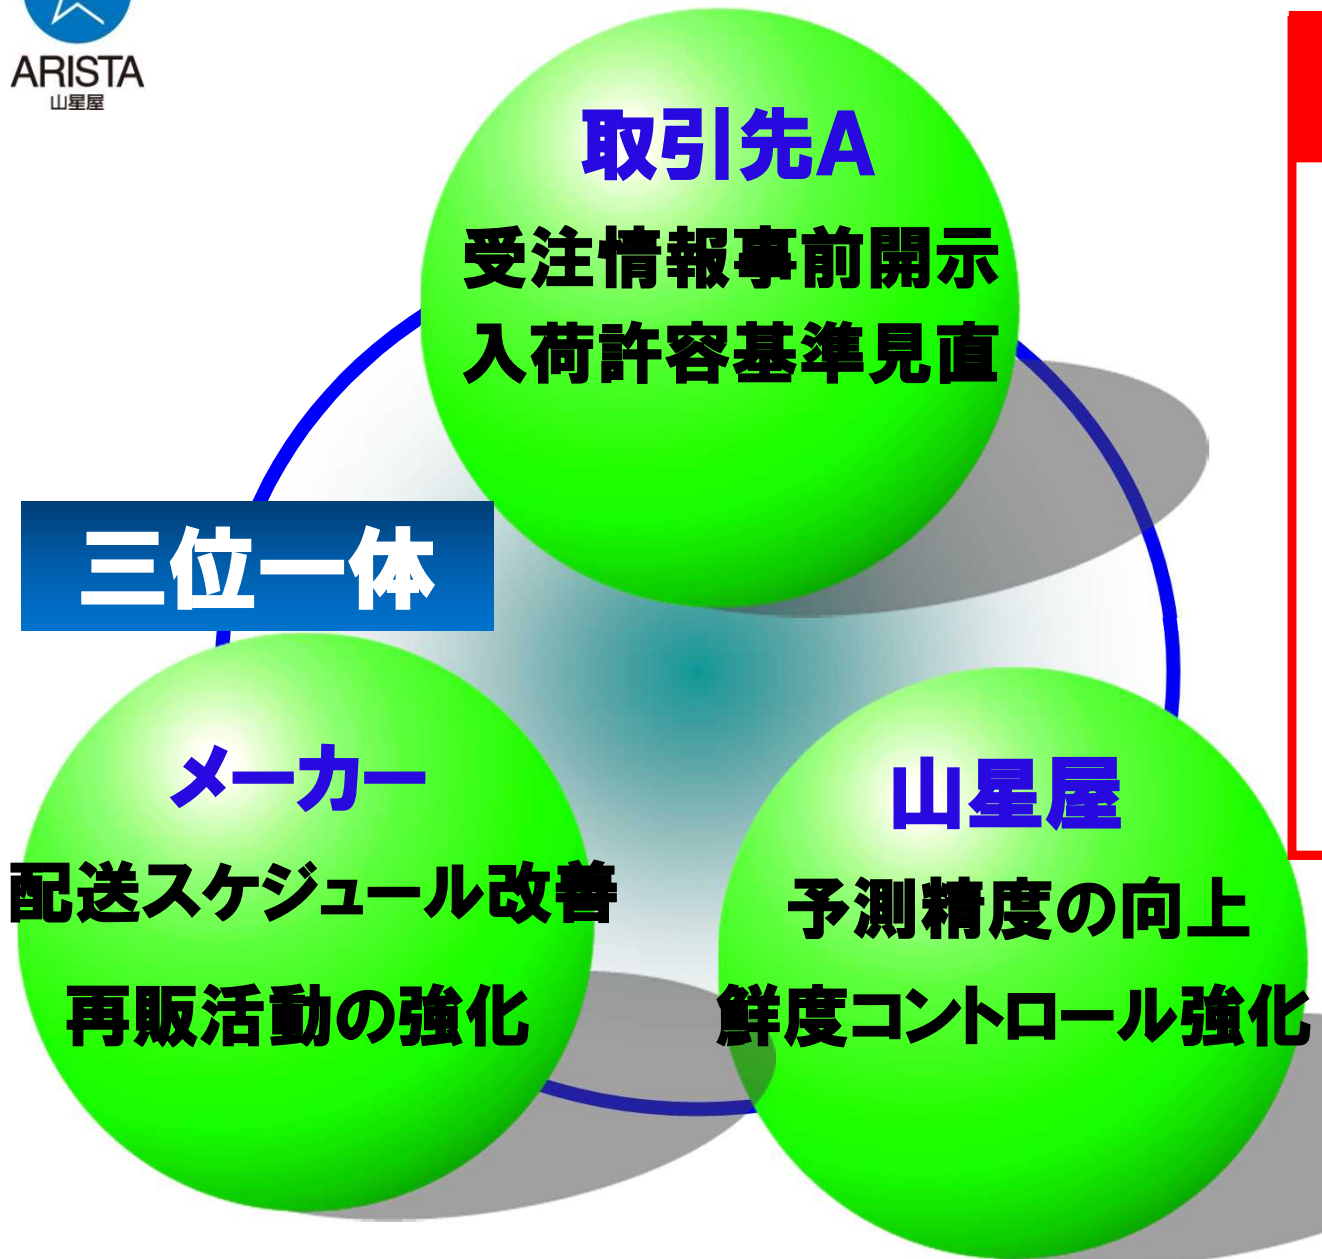 ARISTA
山星屋
取引先A
受注情報事前開示
入荷許容基準見直
三位一体
メーカー
配送スケジュール改善
再販活動の強化
山星屋
予測精度の向上
鮮度コントロール強化